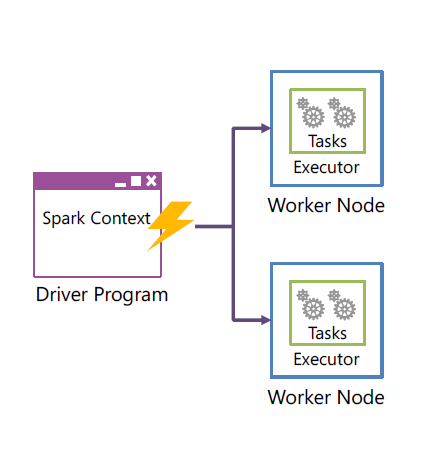 Spark Context
Driver Program
Tasks
Executor
Worker Node
Tasks
Executor
Worker Node